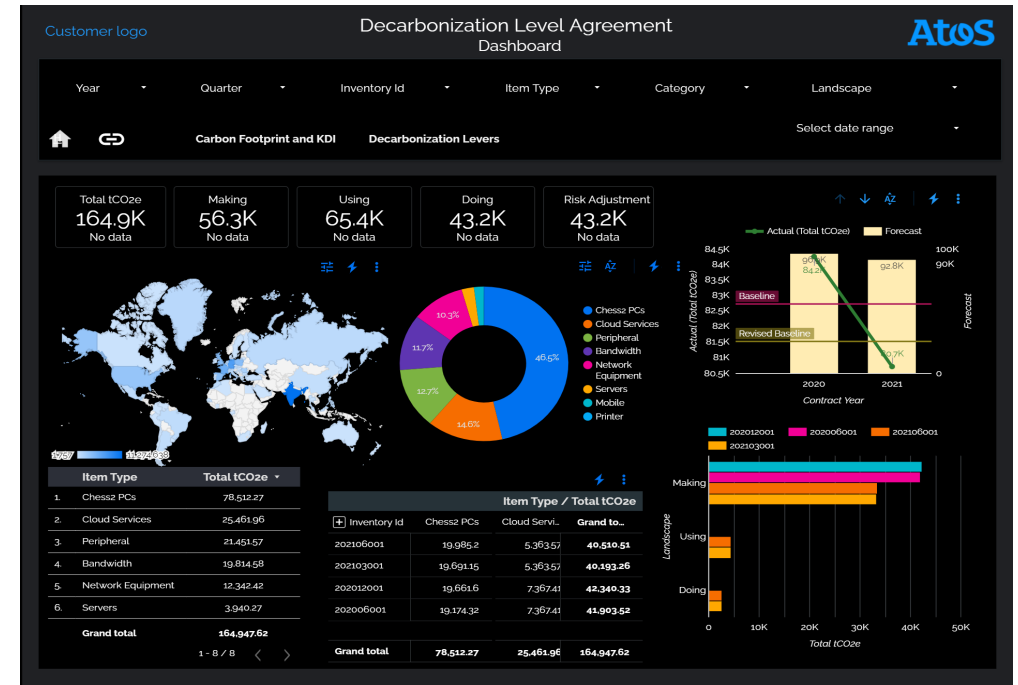 Customer logo
Decarbonization Level Agreement
Dashboard
Atos
Year
Quarter
Inventory Id
Item Type
Category
Landscape
Carbon Footprint and KDI
Decarbonization Levers
Select date range
Total tCO2e
164.9K
No data
Making
56.3K
No data
Using
65.4K
No data
Doing
43.2K
No data
Risk Adjustment
43.2K
No data
46.5%
14.6%
12.7%
11.7%
10.3%
Chess2 PCs
Cloud Services
Peripheral
Bandwidth
Network
Equipment
Servers
Mobile
Printer
Actual (Total tCO2e)
Forecast
84.5K
84K
83.5K
83K
82.5K
82K
81.5K
81K
80.5K
Actual (Total tCO2e)
100K
90K
0
Forecast
84.2K
92.8K
Baseline
Revised Baseline
2020
2021
Contract Year
Item Type
Total tCO2e
1. Chess2 PCs 78,512.27
2. Cloud Services 25,461.96
3. Peripheral 21,451.57
4. Bandwidth 19,814.58
5. Network Equipment 12,342.42
6. Servers 3,940.27
Grand total 164,947.62
1 - 8 / 8
Item Type / Total tCO2e
Inventory Id Chess2 PCs Cloud Servi... Grand to...
202106001 19,985.2 5,363.57 40,510.51
202103001 19,691.15 5,363.57 40,193.26
202012001 19,661.6 7,367.41 42,340.33
202006001 19,174.32 7,367.41 41,903.52
Grand total 78,512.27 25,461.96 164,947.62
202012001
202006001
202106001
202103001
Landscape
Making
Using
Doing
0 10K 20K 30K 40K 50K
Total tCO2e